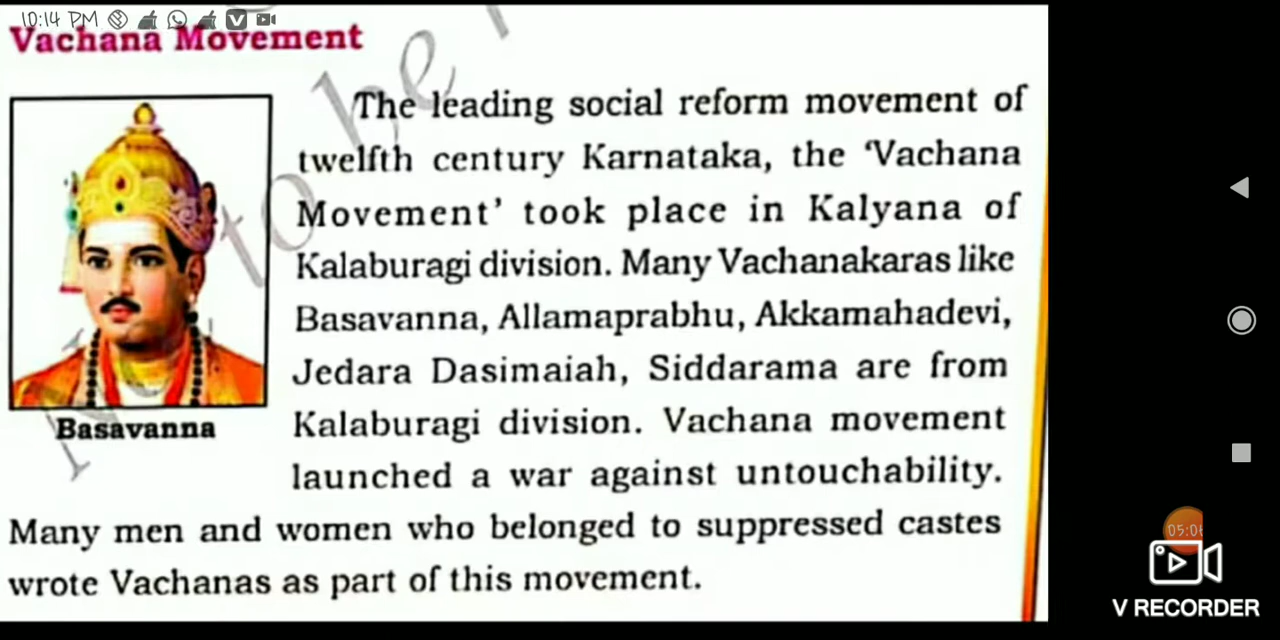 10:14 PM
Vachana Movement
The leading social reform movement of
twelfth century Karnataka, the ‘Vachana
Movement’ took place in Kalyana of
Kalaburagi division. Many Vachanakaras like
Basavanna, Allamaprabhu, Akkamahadevi,
Jedara Dasimaiah, Siddarama are from
Kalaburagi division. Vachana movement
launched a war against untouchability.
Many men and women who belonged to suppressed castes
wrote Vachanas as part of this movement.
Basavanna
to be
05:06
V RECORDER